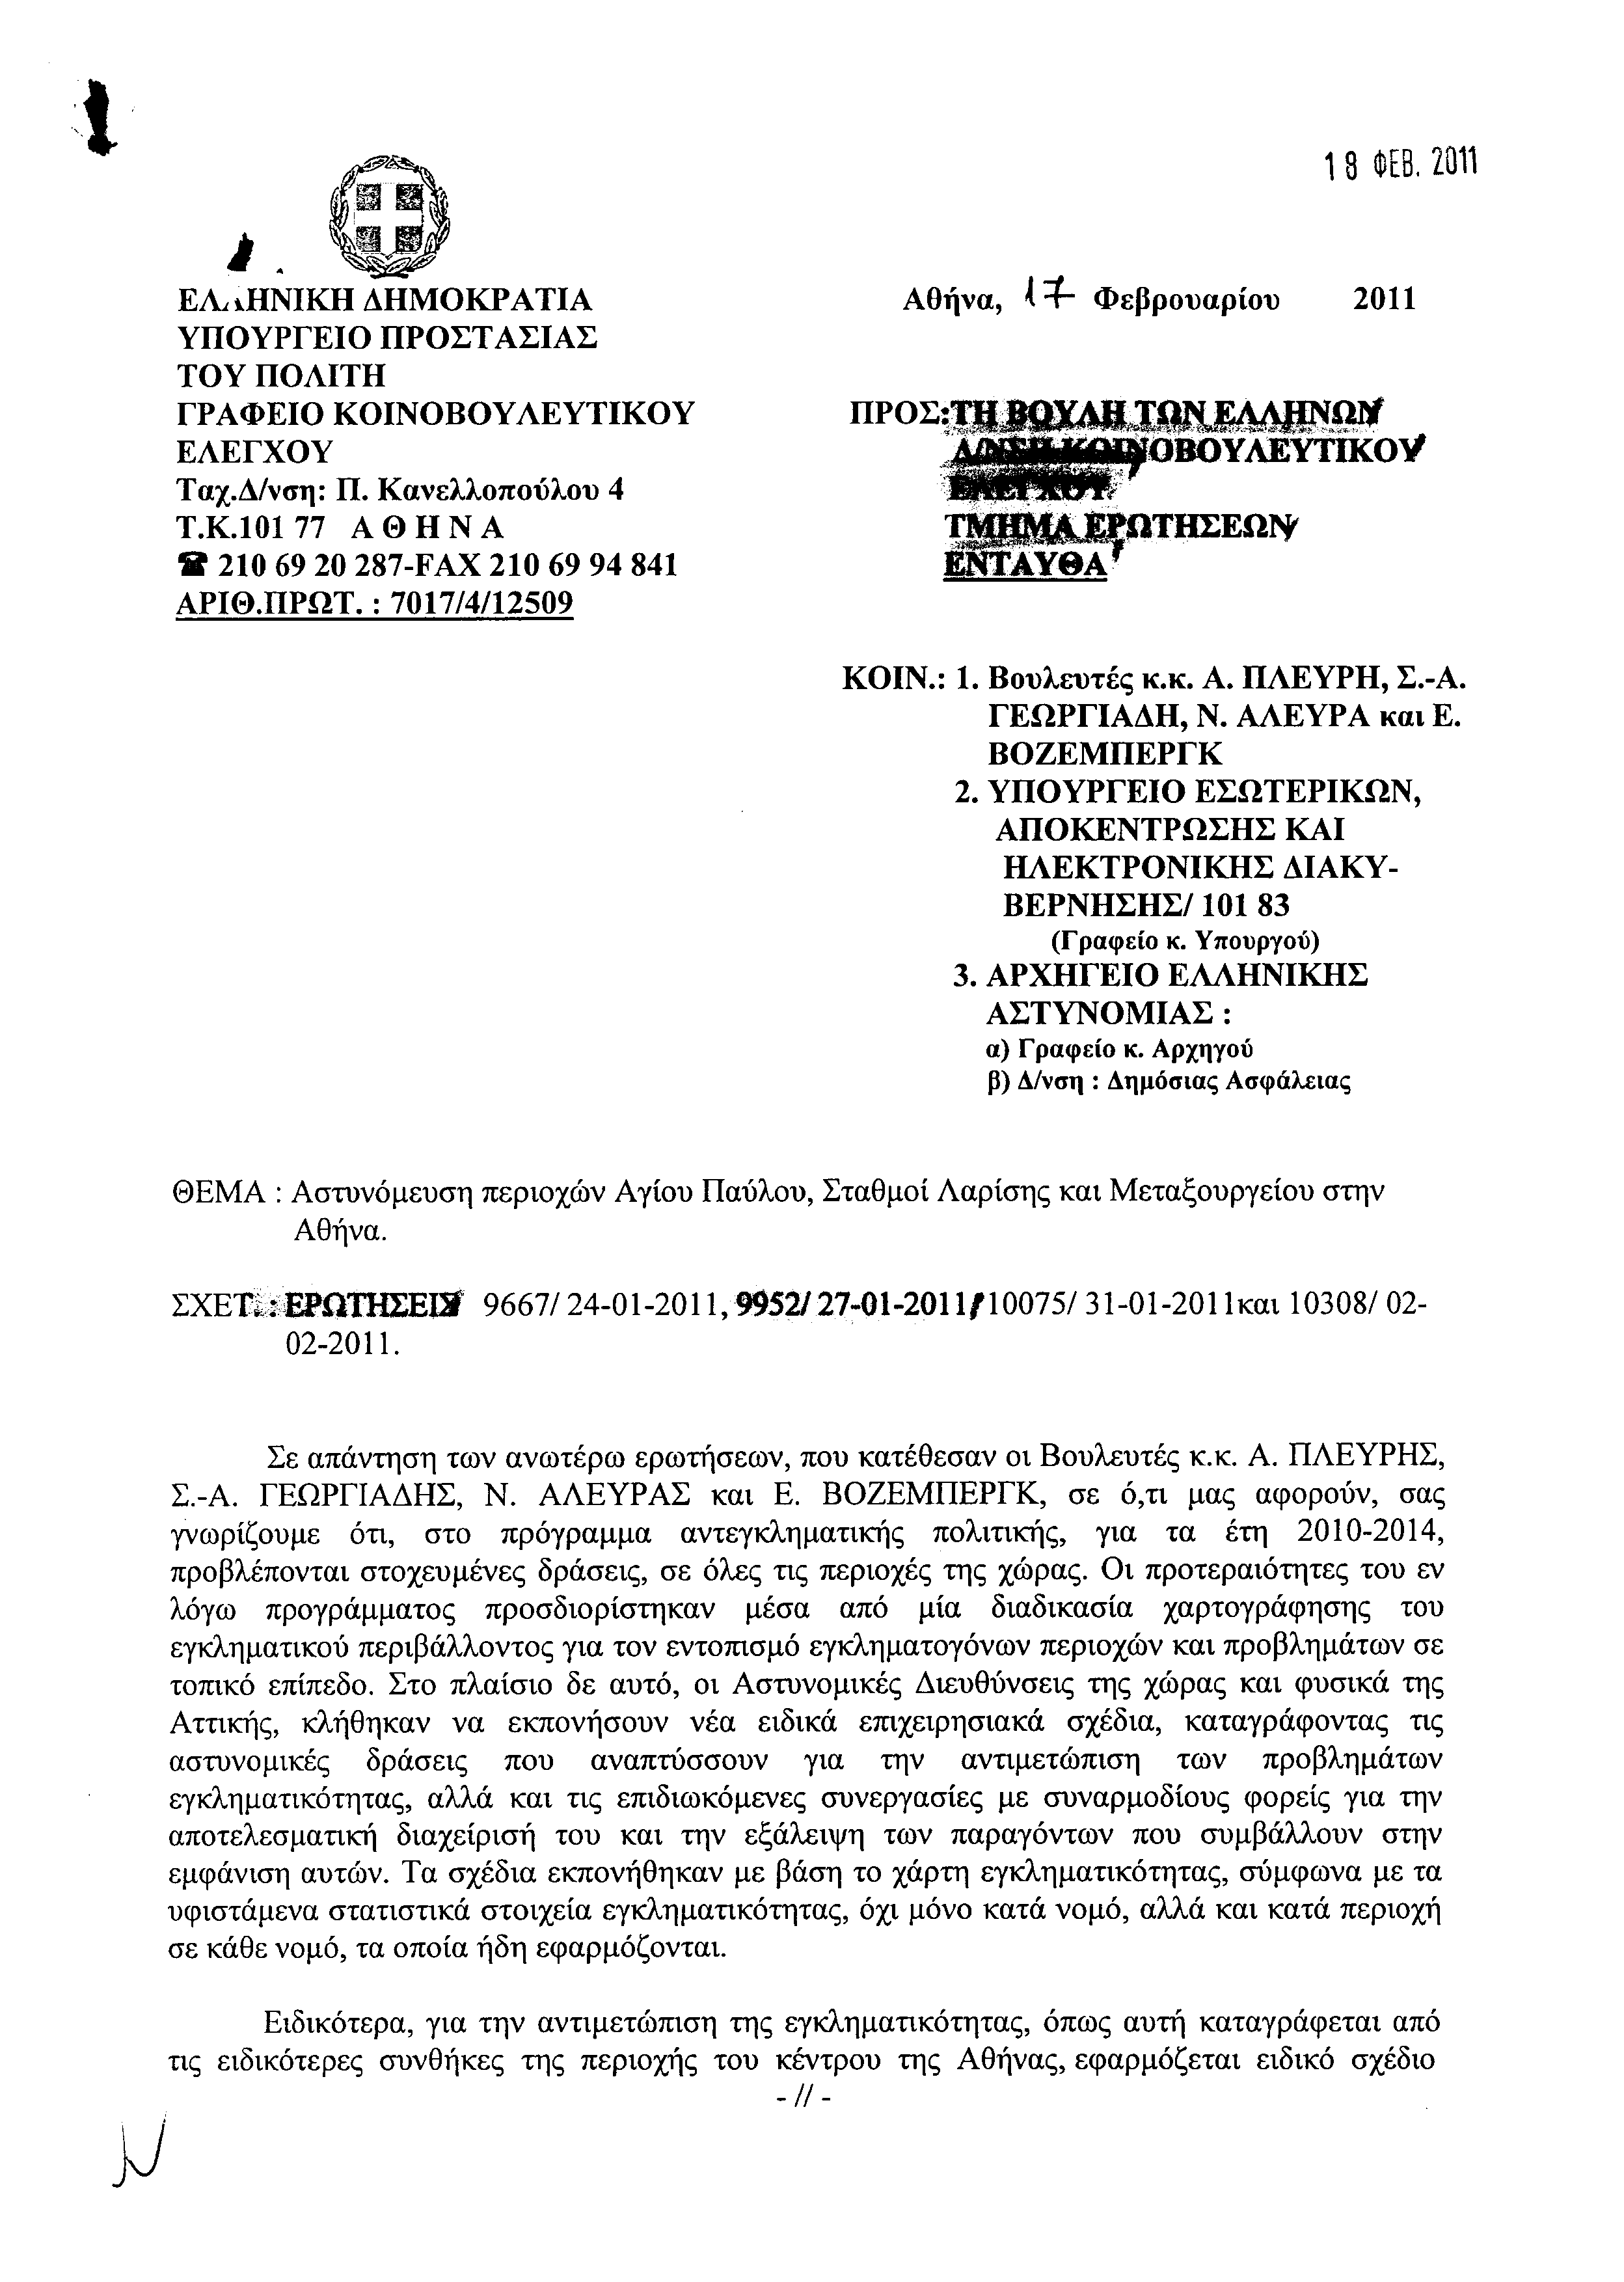 18 ΦΕΒ. 2011
ΕΛΛΗΝΙΚΗ ΔΗΜΟΚΡΑΤΙΑ
ΥΠΟΥΡΓΕΙΟ ΠΡΟΣΤΑΣΙΑΣ
ΤΟΥ ΠΟΛΙΤΗ
ΓΡΑΦΕΙΟ ΚΟΙΝΟΒΟΥΛΕΥΤΙΚΟΥ
ΕΛΕΓΧΟΥ
Ταχ.Δ/νση: Π. Κανελλοπούλου 4
Τ.Κ.101 77 Α Θ Η Ν Α
☎ 210 69 20 287-FAX 210 69 94 841
ΑΡΙΘ.ΠΡΩΤ. : 7017/4/12509
Αθήνα, 17 Φεβρουαρίου 2011
ΠΡΟΣ:ΤΗ ΒΟΥΛΗ ΤΩΝ ΕΛΛΗΝΩΝ
Δ/ΝΣΗ ΚΟΙΝΟΒΟΥΛΕΥΤΙΚΟΥ
ΕΛΕΓΧΟΥ
ΤΜΗΜΑ ΕΡΩΤΗΣΕΩΝ
ΕΝΤΑΥΘΑ
ΚΟΙΝ.: 1. Βουλευτές κ.κ. Α. ΠΛΕΥΡΗ, Σ.-Α.
ΓΕΩΡΓΙΑΔΗ, Ν. ΑΛΕΥΡΑ και Ε.
ΒΟΖΕΜΠΕΡΓΚ
2. ΥΠΟΥΡΓΕΙΟ ΕΣΩΤΕΡΙΚΩΝ,
ΑΠΟΚΕΝΤΡΩΣΗΣ ΚΑΙ
ΗΛΕΚΤΡΟΝΙΚΗΣ ΔΙΑΚΥ-
ΒΕΡΝΗΣΗΣ/ 101 83
(Γραφείο κ. Υπουργού)
3. ΑΡΧΗΓΕΙΟ ΕΛΛΗΝΙΚΗΣ
ΑΣΤΥΝΟΜΙΑΣ :
α) Γραφείο κ. Αρχηγού
β) Δ/νση : Δημόσιας Ασφάλειας
ΘΕΜΑ : Αστυνόμευση περιοχών Αγίου Παύλου, Σταθμοί Λαρίσης και Μεταξουργείου στην
Αθήνα.
ΣΧΕΤ. : ΕΡΩΤΗΣΕΙΣ 9667/ 24-01-2011, 9952/ 27-01-2011, 10075/ 31-01-2011και 10308/ 02-
02-2011.
Σε απάντηση των ανωτέρω ερωτήσεων, που κατέθεσαν οι Βουλευτές κ.κ. Α. ΠΛΕΥΡΗΣ,
Σ.-Α. ΓΕΩΡΓΙΑΔΗΣ, Ν. ΑΛΕΥΡΑΣ και Ε. ΒΟΖΕΜΠΕΡΓΚ, σε ό,τι μας αφορούν, σας
γνωρίζουμε ότι, στο πρόγραμμα αντεγκληματικής πολιτικής, για τα έτη 2010-2014,
προβλέπονται στοχευμένες δράσεις, σε όλες τις περιοχές της χώρας. Οι προτεραιότητες του εν
λόγω προγράμματος προσδιορίστηκαν μέσα από μία διαδικασία χαρτογράφησης του
εγκληματικού περιβάλλοντος για τον εντοπισμό εγκληματογόνων περιοχών και προβλημάτων σε
τοπικό επίπεδο. Στο πλαίσιο δε αυτό, οι Αστυνομικές Διευθύνσεις της χώρας και φυσικά της
Αττικής, κλήθηκαν να εκπονήσουν νέα ειδικά επιχειρησιακά σχέδια, καταγράφοντας τις
αστυνομικές δράσεις που αναπτύσσουν για την αντιμετώπιση των προβλημάτων
εγκληματικότητας, αλλά και τις επιδιωκόμενες συνεργασίες με συναρμοδίους φορείς για την
αποτελεσματική διαχείρισή του και την εξάλειψη των παραγόντων που συμβάλλουν στην
εμφάνιση αυτών. Τα σχέδια εκπονήθηκαν με βάση το χάρτη εγκληματικότητας, σύμφωνα με τα
υφιστάμενα στατιστικά στοιχεία εγκληματικότητας, όχι μόνο κατά νομό, αλλά και κατά περιοχή
σε κάθε νομό, τα οποία ήδη εφαρμόζονται.
Ειδικότερα, για την αντιμετώπιση της εγκληματικότητας, όπως αυτή καταγράφεται από
τις ειδικότερες συνθήκες της περιοχής του κέντρου της Αθήνας, εφαρμόζεται ειδικό σχέδιο
- // -